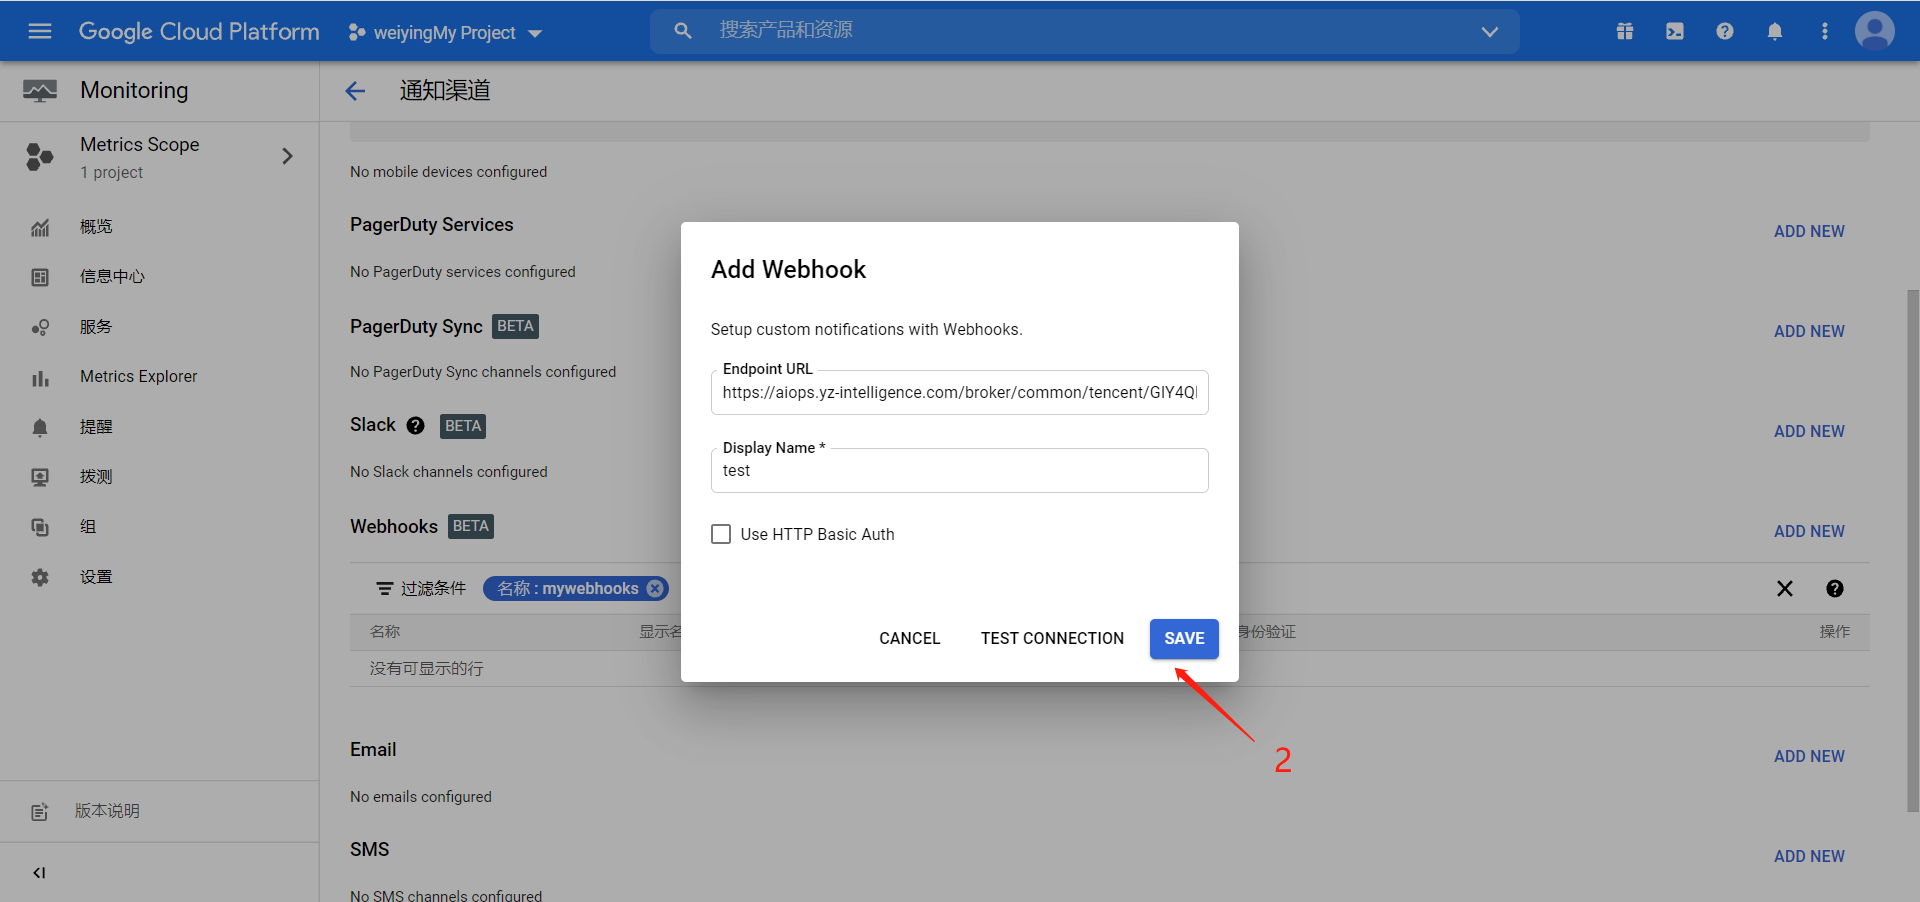 Google Cloud Platform
weiyingMy Project
搜索产品和资源
Monitoring
通知渠道
Metrics Scope
1 project
概览
信息中心
服务
Metrics Explorer
提醒
拨测
组
设置
版本说明
No mobile devices configured
PagerDuty Services
ADD NEW
No PagerDuty services configured
PagerDuty Sync BETA
ADD NEW
No PagerDuty Sync channels configured
Slack BETA
ADD NEW
No Slack channels configured
Webhooks BETA
ADD NEW
过滤条件 名称 : mywebhooks
名称 显示名 身份验证 操作
没有可显示的行
Email
ADD NEW
No emails configured
SMS
ADD NEW
No SMS channels configured
Add Webhook
Setup custom notifications with Webhooks.
Endpoint URL
https://aiops.yz-intelligence.com/broker/common/tencent/GIY4Q
Display Name *
test
Use HTTP Basic Auth
CANCEL TEST CONNECTION SAVE
2